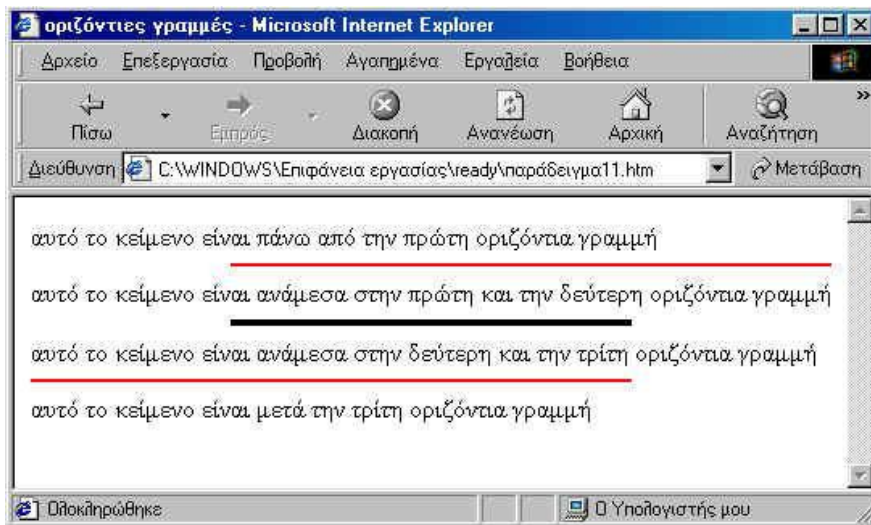 οριζόντιες γραμμές - Microsoft Internet Explorer
Αρχείο Επεξεργασία Προβολή Αγαπημένα Εργαλεία Βοήθεια
Πίσω Εμπρός Διακοπή Ανανέωση Αρχική Αναζήτηση »
Διεύθυνση C:\WINDOWS\Επιφάνεια εργασίας\ready\παράδειγμα11.htm Μετάβαση
αυτό το κείμενο είναι πάνω από την πρώτη οριζόντια γραμμή
αυτό το κείμενο είναι ανάμεσα στην πρώτη και την δεύτερη οριζόντια γραμμή
αυτό το κείμενο είναι ανάμεσα στην δεύτερη και την τρίτη οριζόντια γραμμή
αυτό το κείμενο είναι μετά την τρίτη οριζόντια γραμμή
Ολοκληρώθηκε Ο Υπολογιστής μου